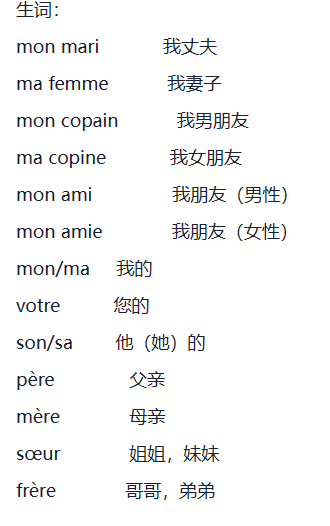 生词：
mon mari 我丈夫
ma femme 我妻子
mon copain 我男朋友
ma copine 我女朋友
mon ami 我朋友（男性）
mon amie 我朋友（女性）
mon/ma 我的
votre 您的
son/sa 他（她）的
père 父亲
mère 母亲
sœur 姐姐，妹妹
frère 哥哥，弟弟